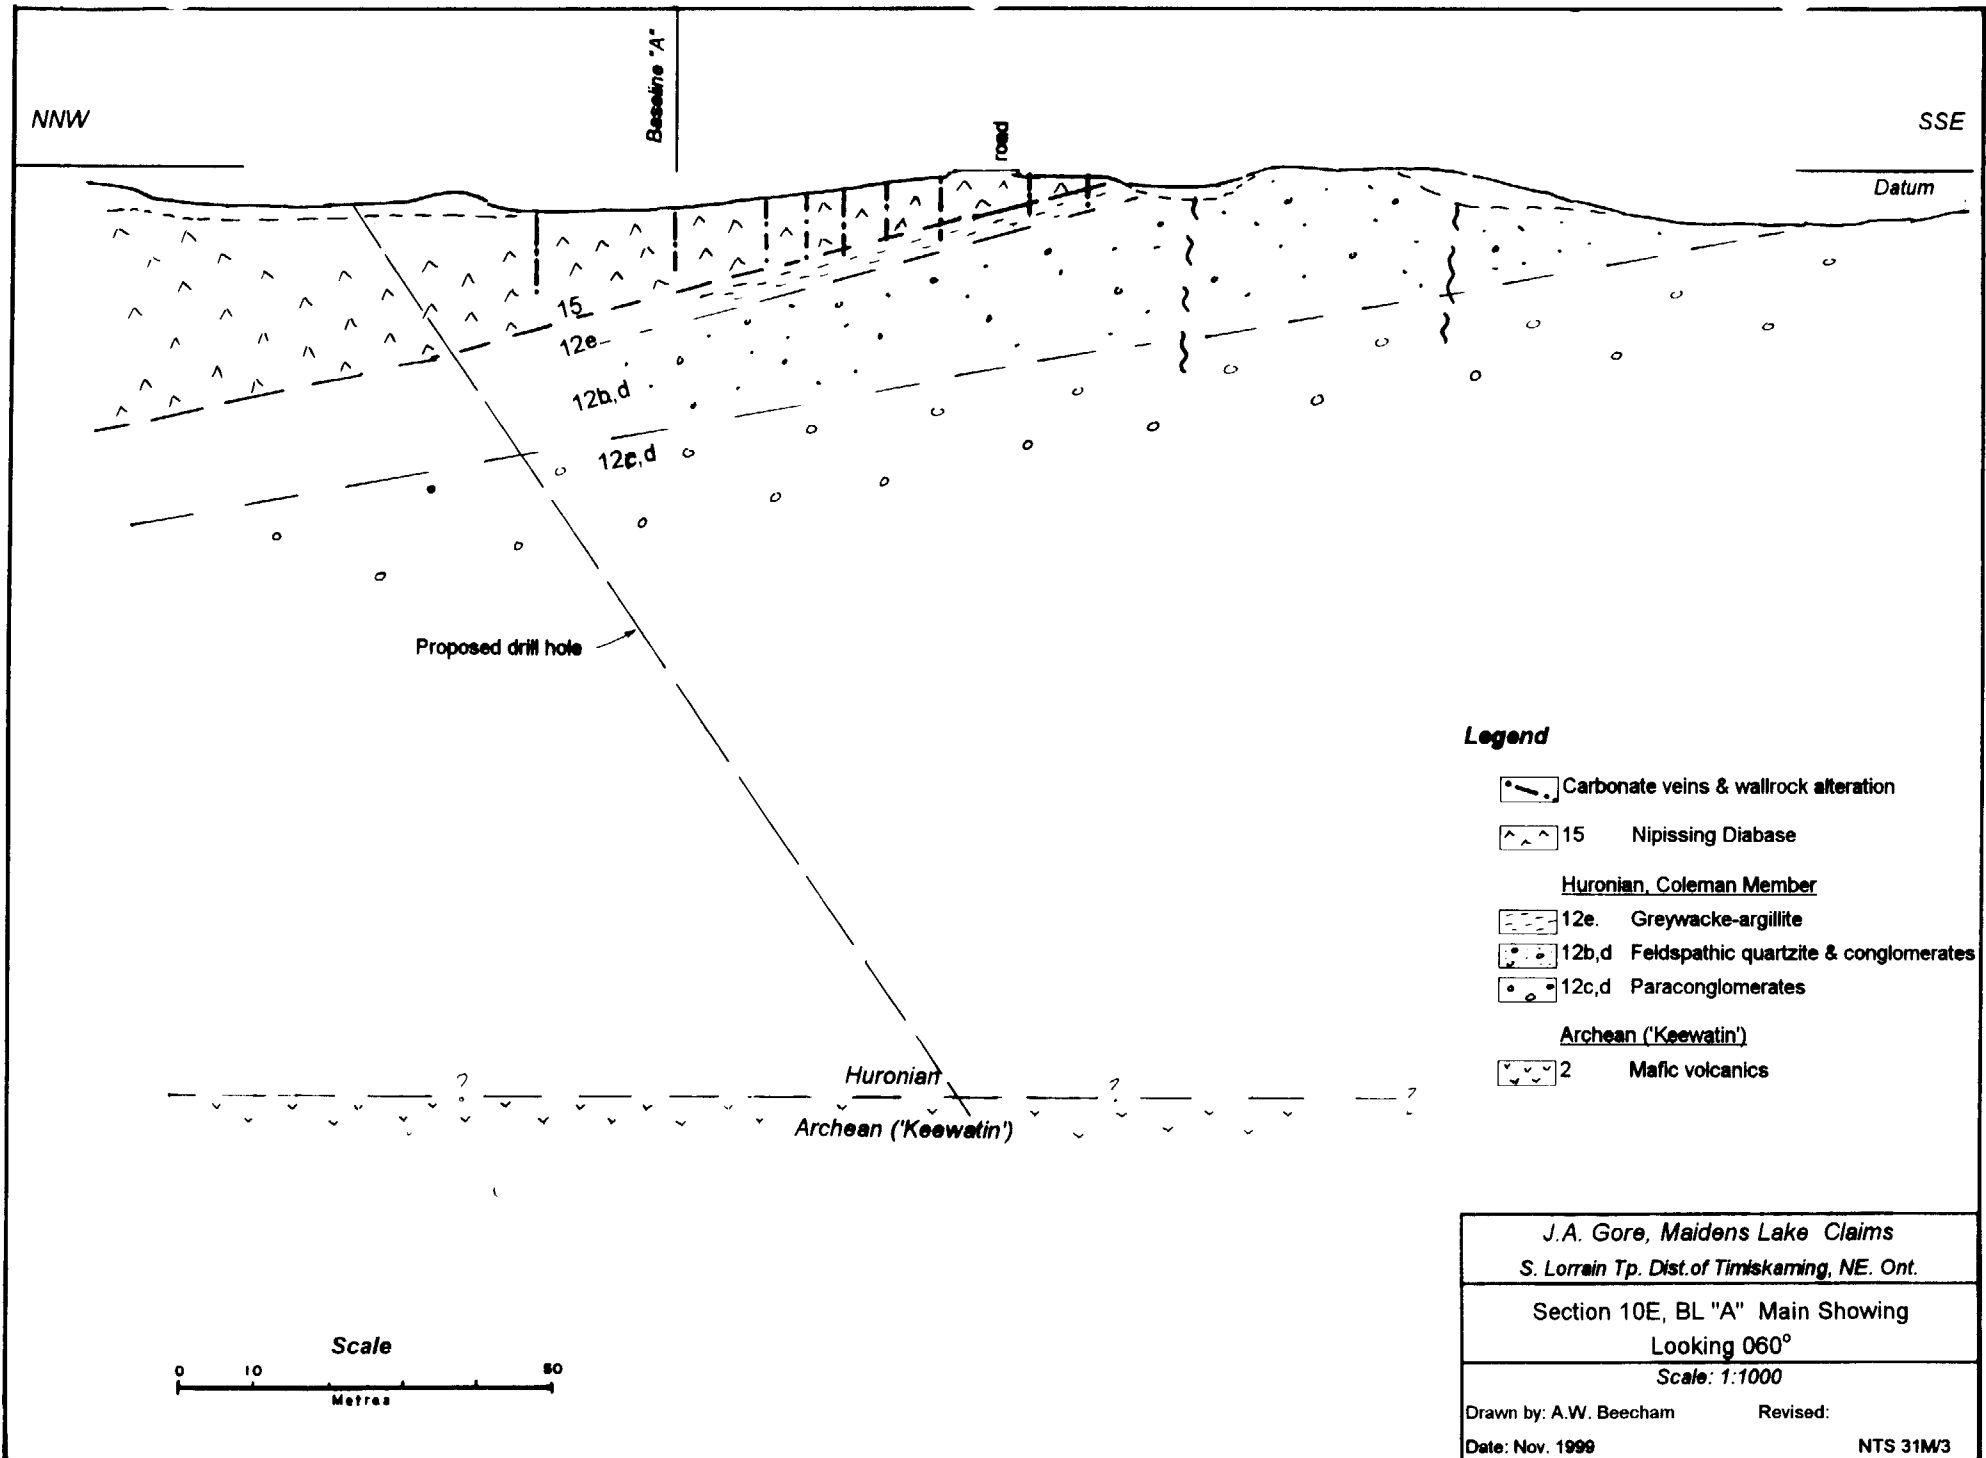 NNW
Baseline "A"
road
SSE
Datum
15
12e
12b,d
12c,d
Proposed drill hole
Huronian
? ? ?
Archean ('Keewatin')
Legend
Carbonate veins & wallrock alteration
15 Nipissing Diabase
Huronian, Coleman Member
12e. Greywacke-argillite
12b,d Feldspathic quartzite & conglomerates
12c,d Paraconglomerates
Archean ('Keewatin')
2 Mafic volcanics
Scale
0 10 50
Metres
J.A. Gore, Maidens Lake Claims
S. Lorrain Tp. Dist.of Timiskaming, NE. Ont.
Section 10E, BL "A" Main Showing
Looking 060°
Scale: 1:1000
Drawn by: A.W. Beecham Revised:
Date: Nov. 1999 NTS 31M/3